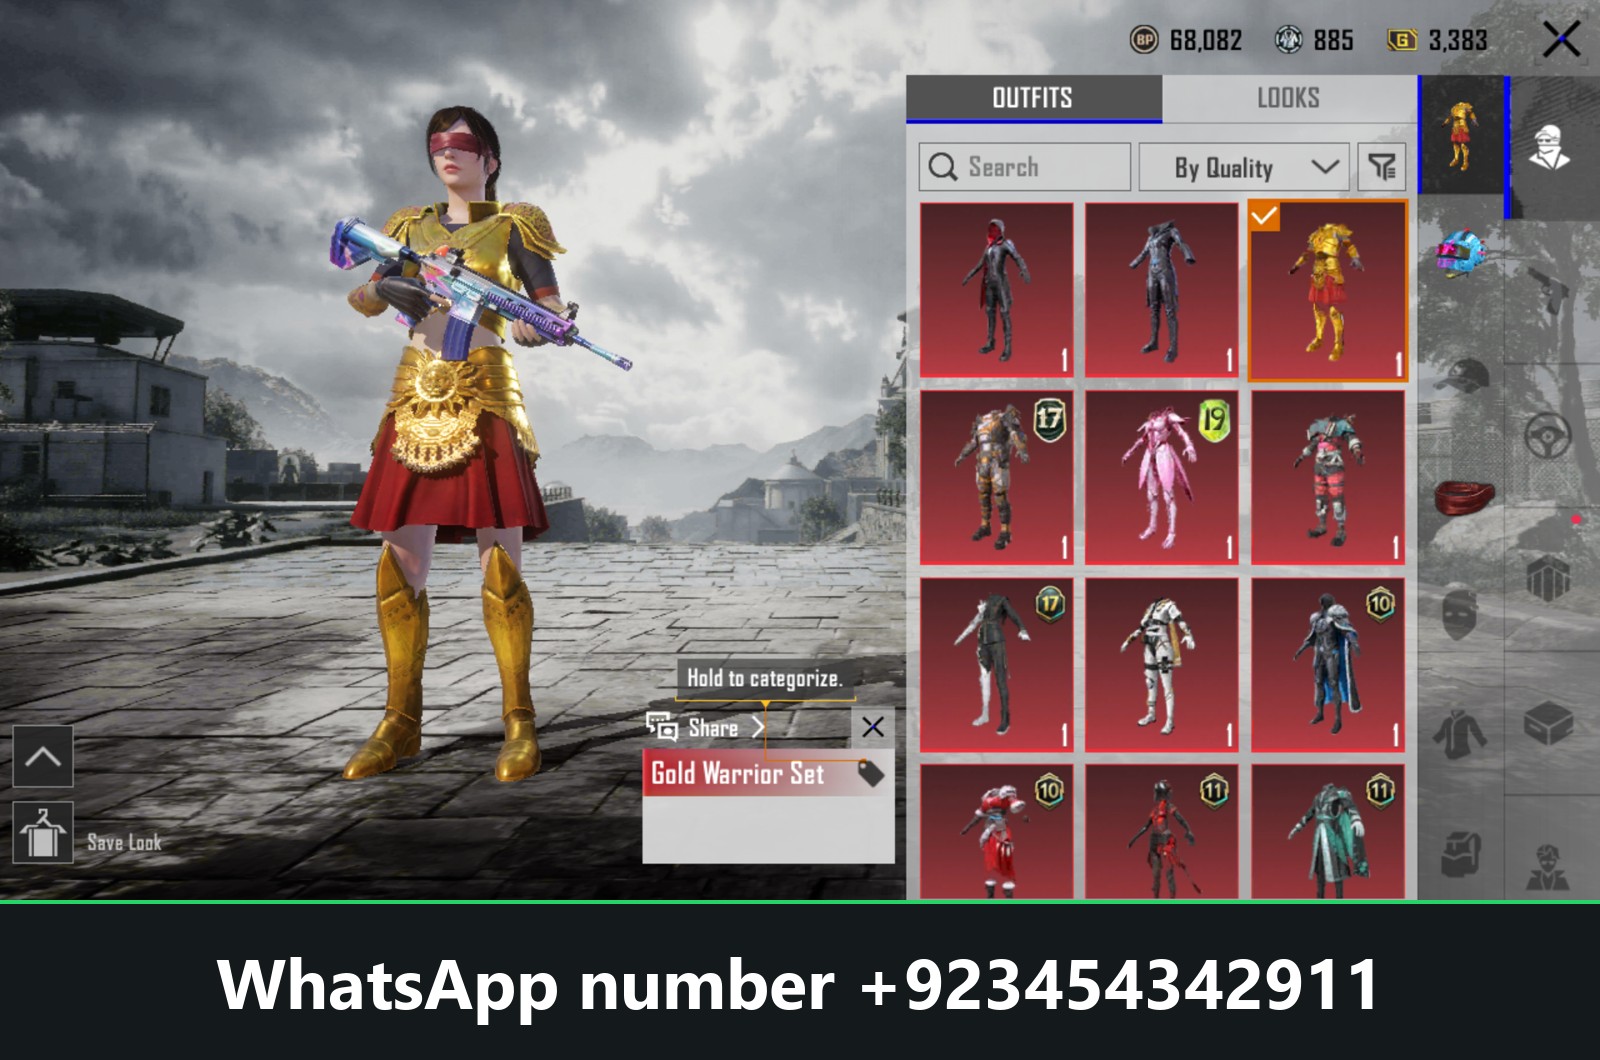 BP 68,082 885 G 3,383
OUTFITS LOOKS
Search By Quality
1 1 1
17 19
1 1 1
17 10
1 1 1
10 11 11
Hold to categorize.
Share
Gold Warrior Set
Save Look
WhatsApp number +923454342911